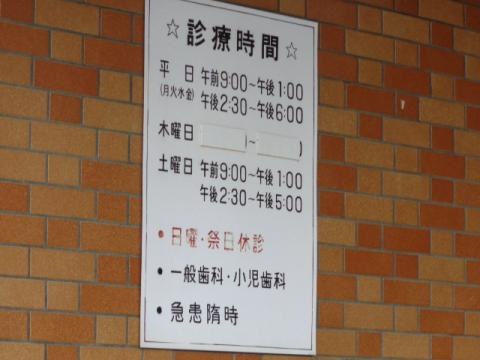 ☆診療時間☆
平日 午前9:00~午後1:00
(月火水金) 午後2:30~午後6:00
木曜日 ~ )
土曜日 午前9:00~午後1:00
午後2:30~午後5:00
• 日曜・祭日休診
• 一般歯科・小児歯科
• 急患隋時